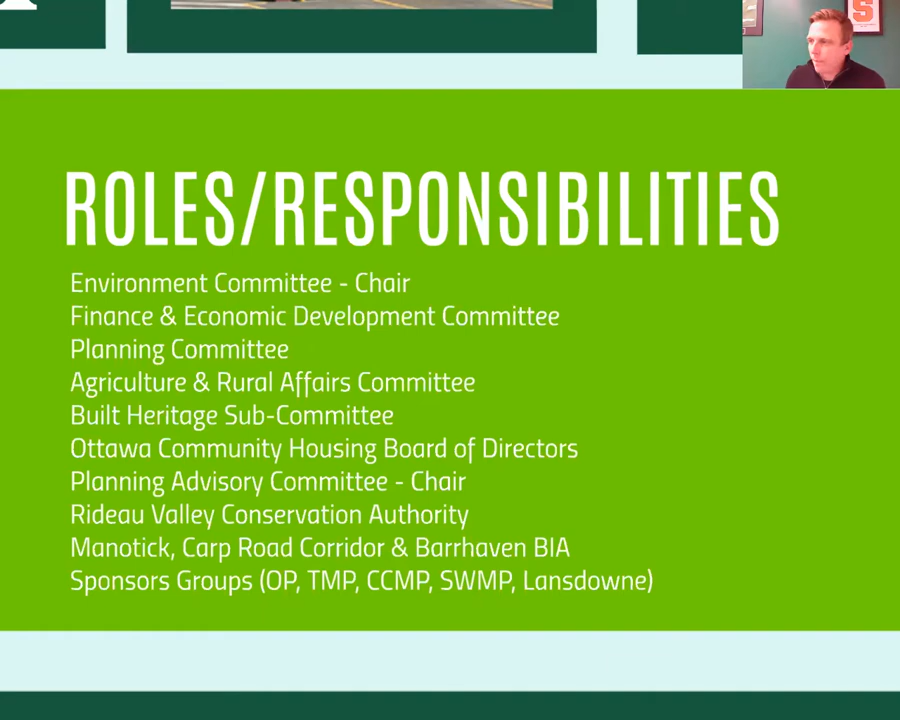 ROLES/RESPONSIBILITIES
Environment Committee - Chair
Finance & Economic Development Committee
Planning Committee
Agriculture & Rural Affairs Committee
Built Heritage Sub-Committee
Ottawa Community Housing Board of Directors
Planning Advisory Committee - Chair
Rideau Valley Conservation Authority
Manotick, Carp Road Corridor & Barrhaven BIA
Sponsors Groups (OP, TMP, CCMP, SWMP, Lansdowne)
S